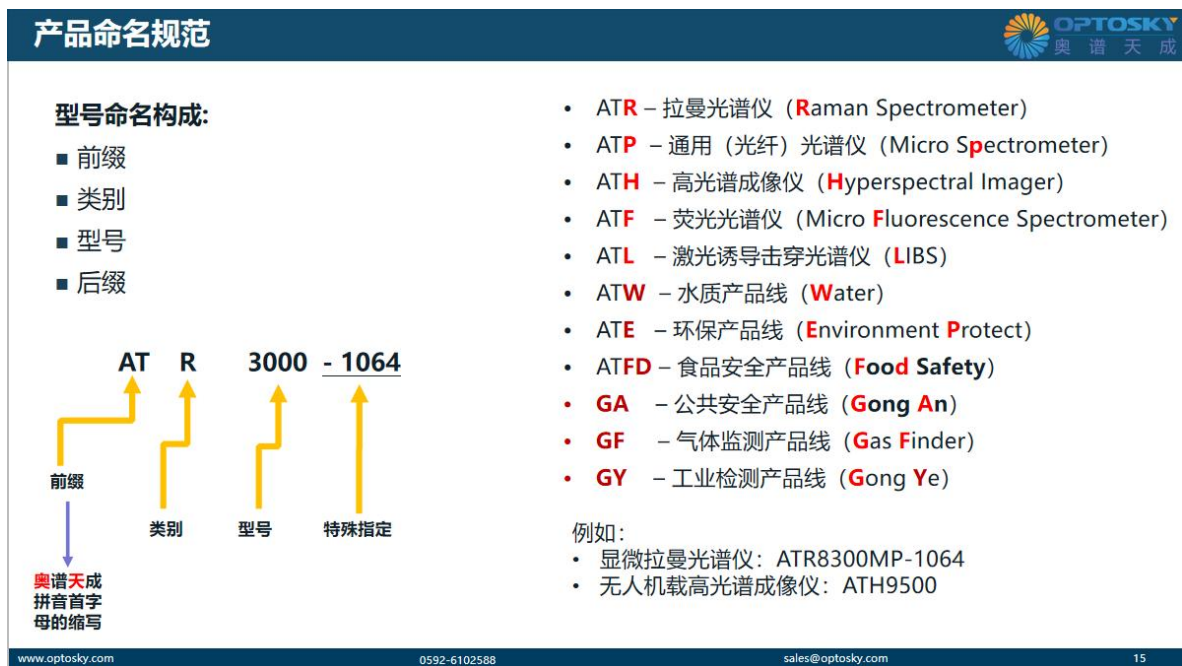 产品命名规范
OPTOSKY
奥谱天成
型号命名构成:
■ 前缀
■ 类别
■ 型号
■ 后缀
AT R 3000 - 1064
前缀
类别
型号
特殊指定
奥谱天成
拼音首字
母的缩写
• ATR – 拉曼光谱仪（Raman Spectrometer）
• ATP – 通用（光纤）光谱仪（Micro Spectrometer）
• ATH – 高光谱成像仪（Hyperspectral Imager）
• ATF – 荧光光谱仪（Micro Fluorescence Spectrometer）
• ATL – 激光诱导击穿光谱仪（LIBS）
• ATW – 水质产品线（Water）
• ATE – 环保产品线（Environment Protect）
• ATFD – 食品安全产品线（Food Safety）
• GA – 公共安全产品线（Gong An）
• GF – 气体监测产品线（Gas Finder）
• GY – 工业检测产品线（Gong Ye）
例如：
• 显微拉曼光谱仪：ATR8300MP-1064
• 无人机载高光谱成像仪：ATH9500
www.optosky.com 0592-6102588 sales@optosky.com 15